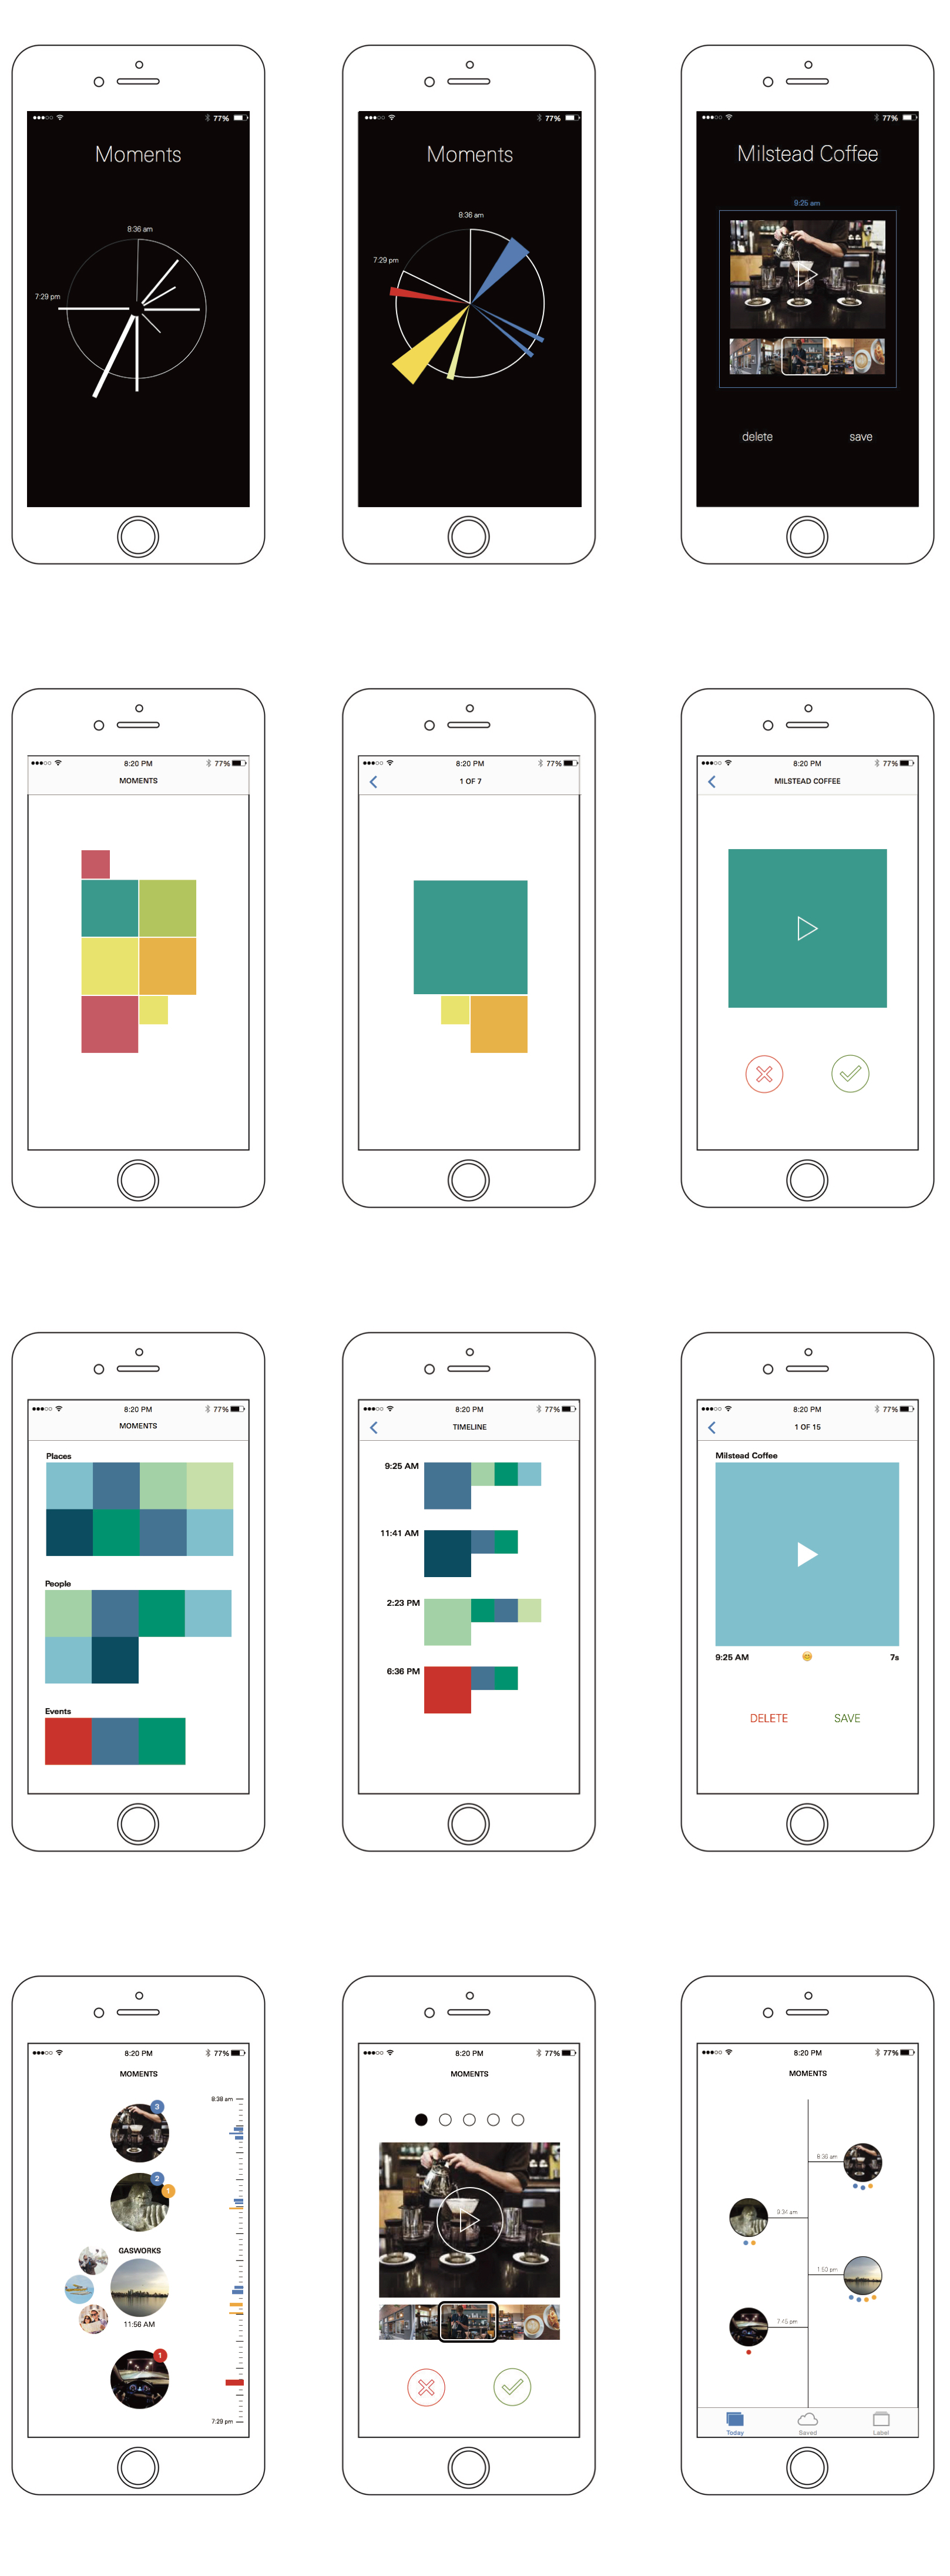 77%
Moments
8:36 am
7:29 pm
77%
Moments
8:36 am
7:29 pm
77%
Milstead Coffee
9:25 am
delete save
8:20 PM 77%
MOMENTS
8:20 PM 77%
1 OF 7
8:20 PM 77%
MILSTEAD COFFEE
8:20 PM 77%
MOMENTS
Places
People
Events
8:20 PM 77%
TIMELINE
9:25 AM
11:41 AM
2:23 PM
6:36 PM
8:20 PM 77%
1 OF 15
Milstead Coffee
9:25 AM 7s
DELETE SAVE
8:20 PM 77%
MOMENTS
8:38 am
3
2
1
GASWORKS
11:56 AM
1
7:29 pm
8:20 PM 77%
MOMENTS
8:20 PM 77%
MOMENTS
8:36 am
9:34 am
1:50 pm
7:15 pm
Today Saved Label